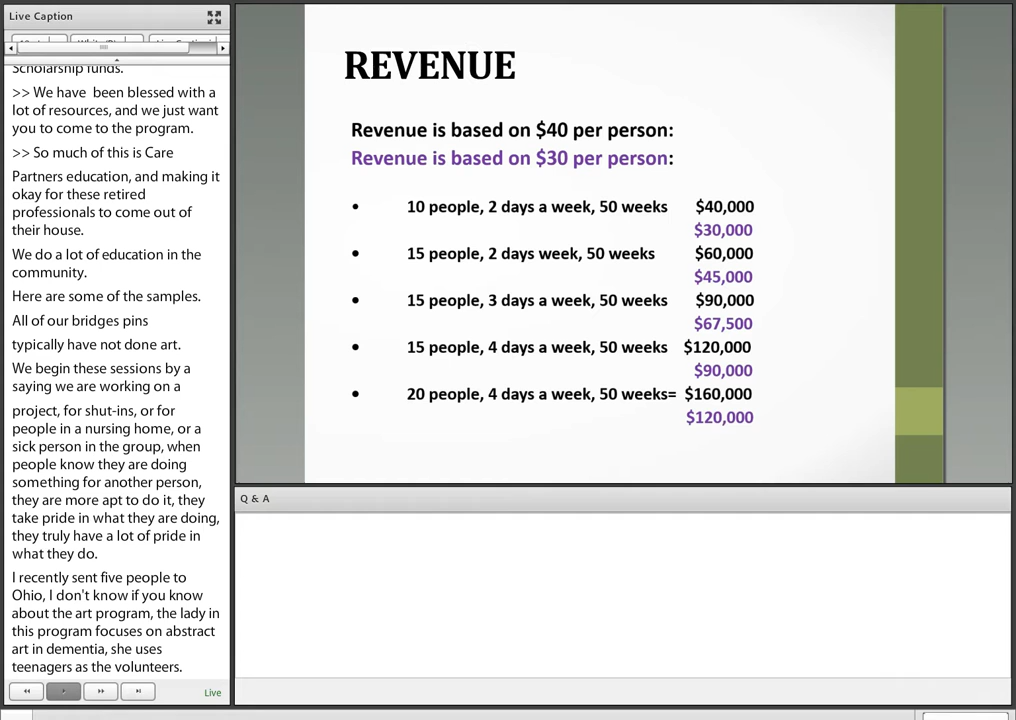 Live Caption
Scholarship funds.
>> We have been blessed with a
lot of resources, and we just want
you to come to the program.
>> So much of this is Care
Partners education, and making it
okay for these retired
professionals to come out of
their house.
We do a lot of education in the
community.
Here are some of the samples.
All of our bridges pins
typically have not done art.
We begin these sessions by a
saying we are working on a
project, for shut-ins, or for
people in a nursing home, or a
sick person in the group, when
people know they are doing
something for another person,
they are more apt to do it, they
take pride in what they are doing,
they truly have a lot of pride in
what they do.
I recently sent five people to
Ohio, I don't know if you know
about the art program, the lady in
this program focuses on abstract
art in dementia, she uses
teenagers as the volunteers.
Live
REVENUE
Revenue is based on $40 per person:
Revenue is based on $30 per person:
• 10 people, 2 days a week, 50 weeks $40,000
$30,000
• 15 people, 2 days week, 50 weeks $60,000
$45,000
• 15 people, 3 days a week, 50 weeks $90,000
$67,500
• 15 people, 4 days a week, 50 weeks $120,000
$90,000
• 20 people, 4 days a week, 50 weeks= $160,000
$120,000
Q & A